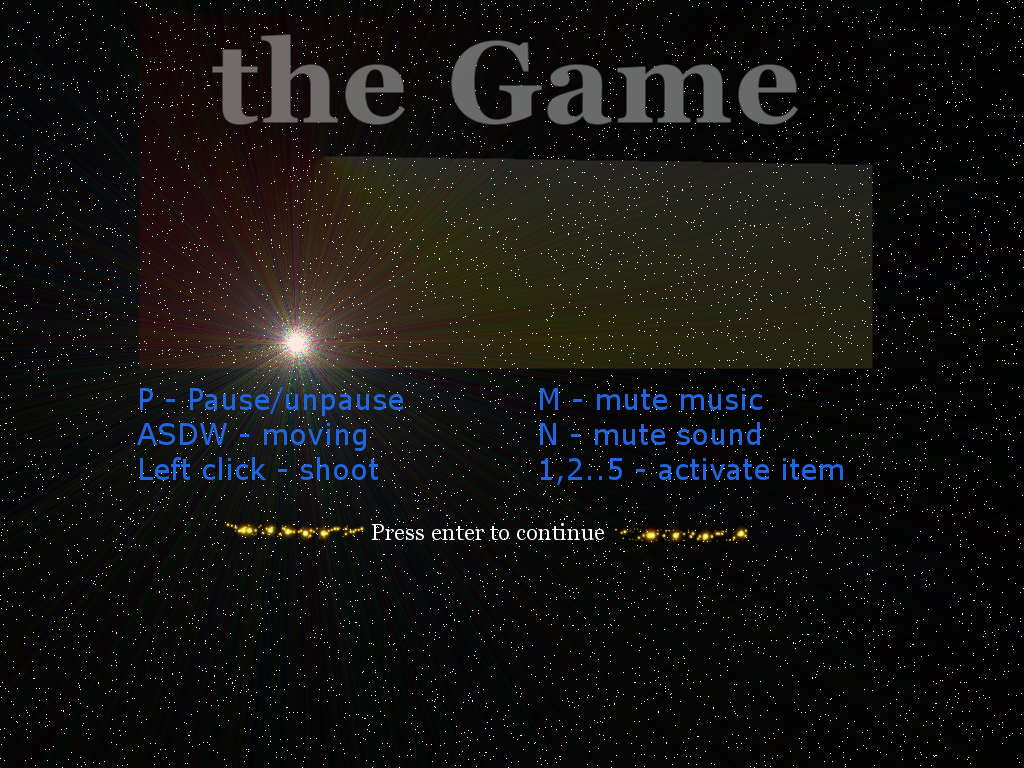 the Game
P - Pause/unpause
ASDW - moving
Left click - shoot
M - mute music
N - mute sound
1,2..5 - activate item
Press enter to continue